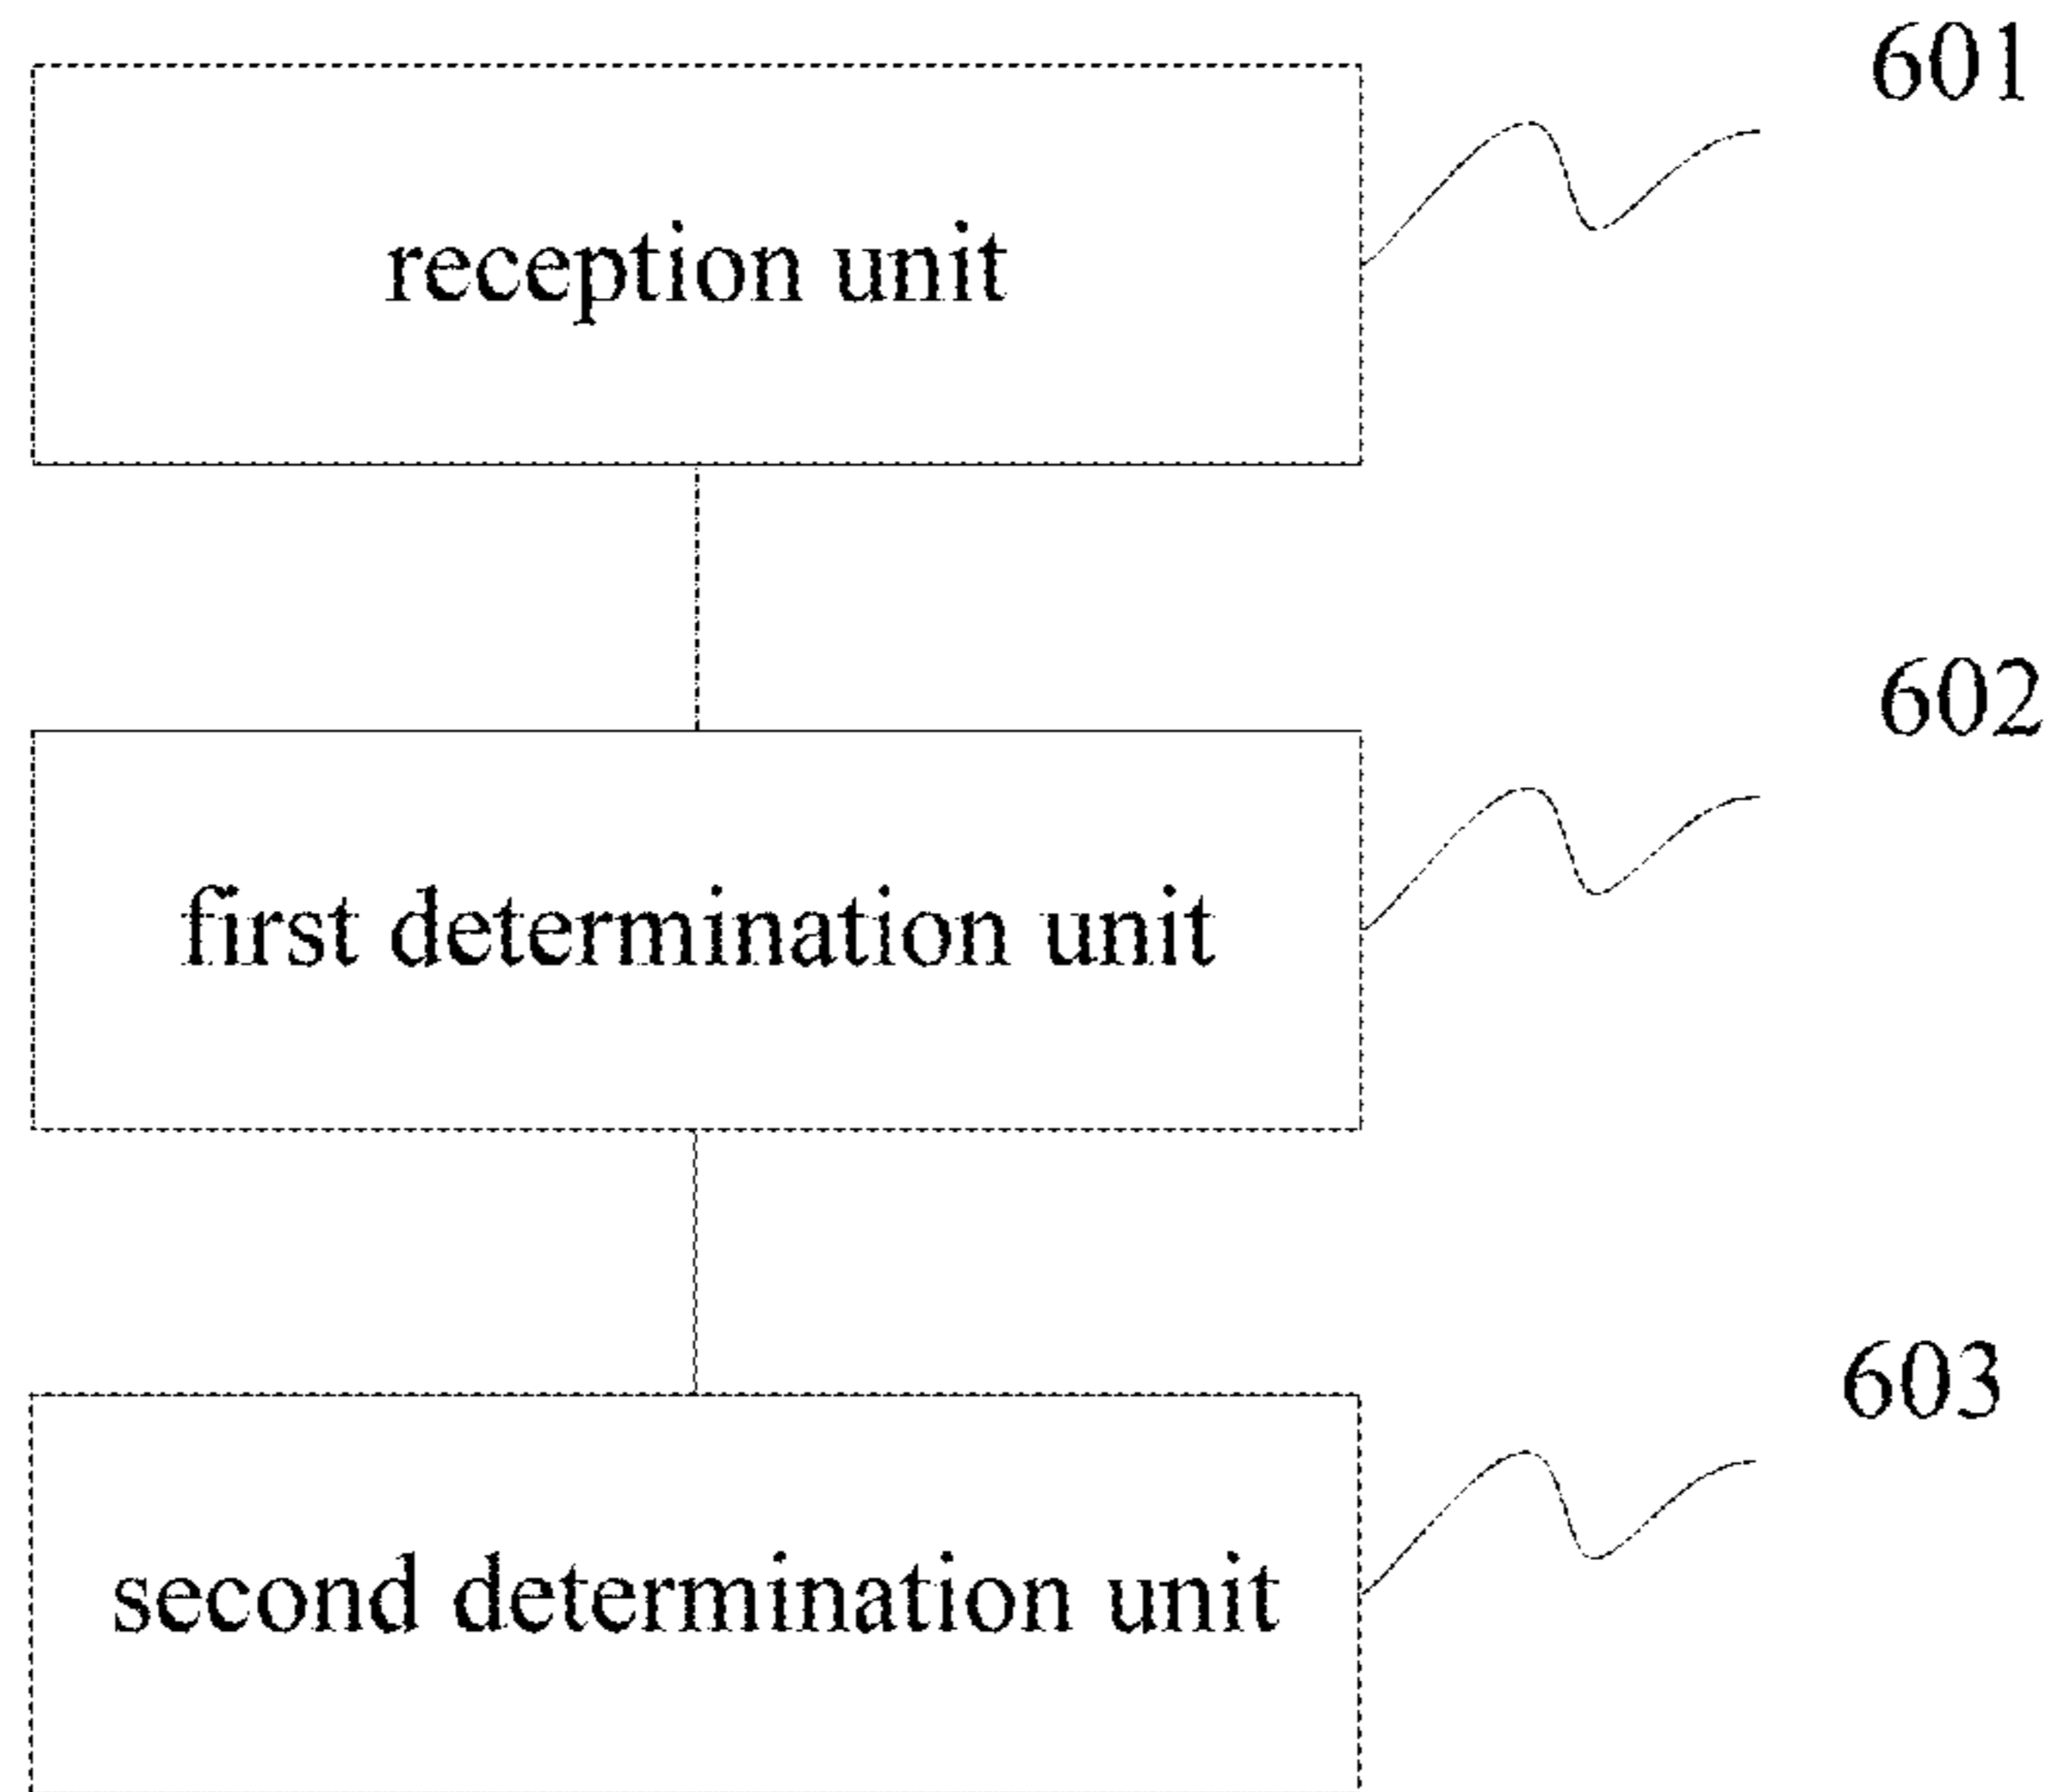 601
reception unit
602
first determination unit
603
second determination unit